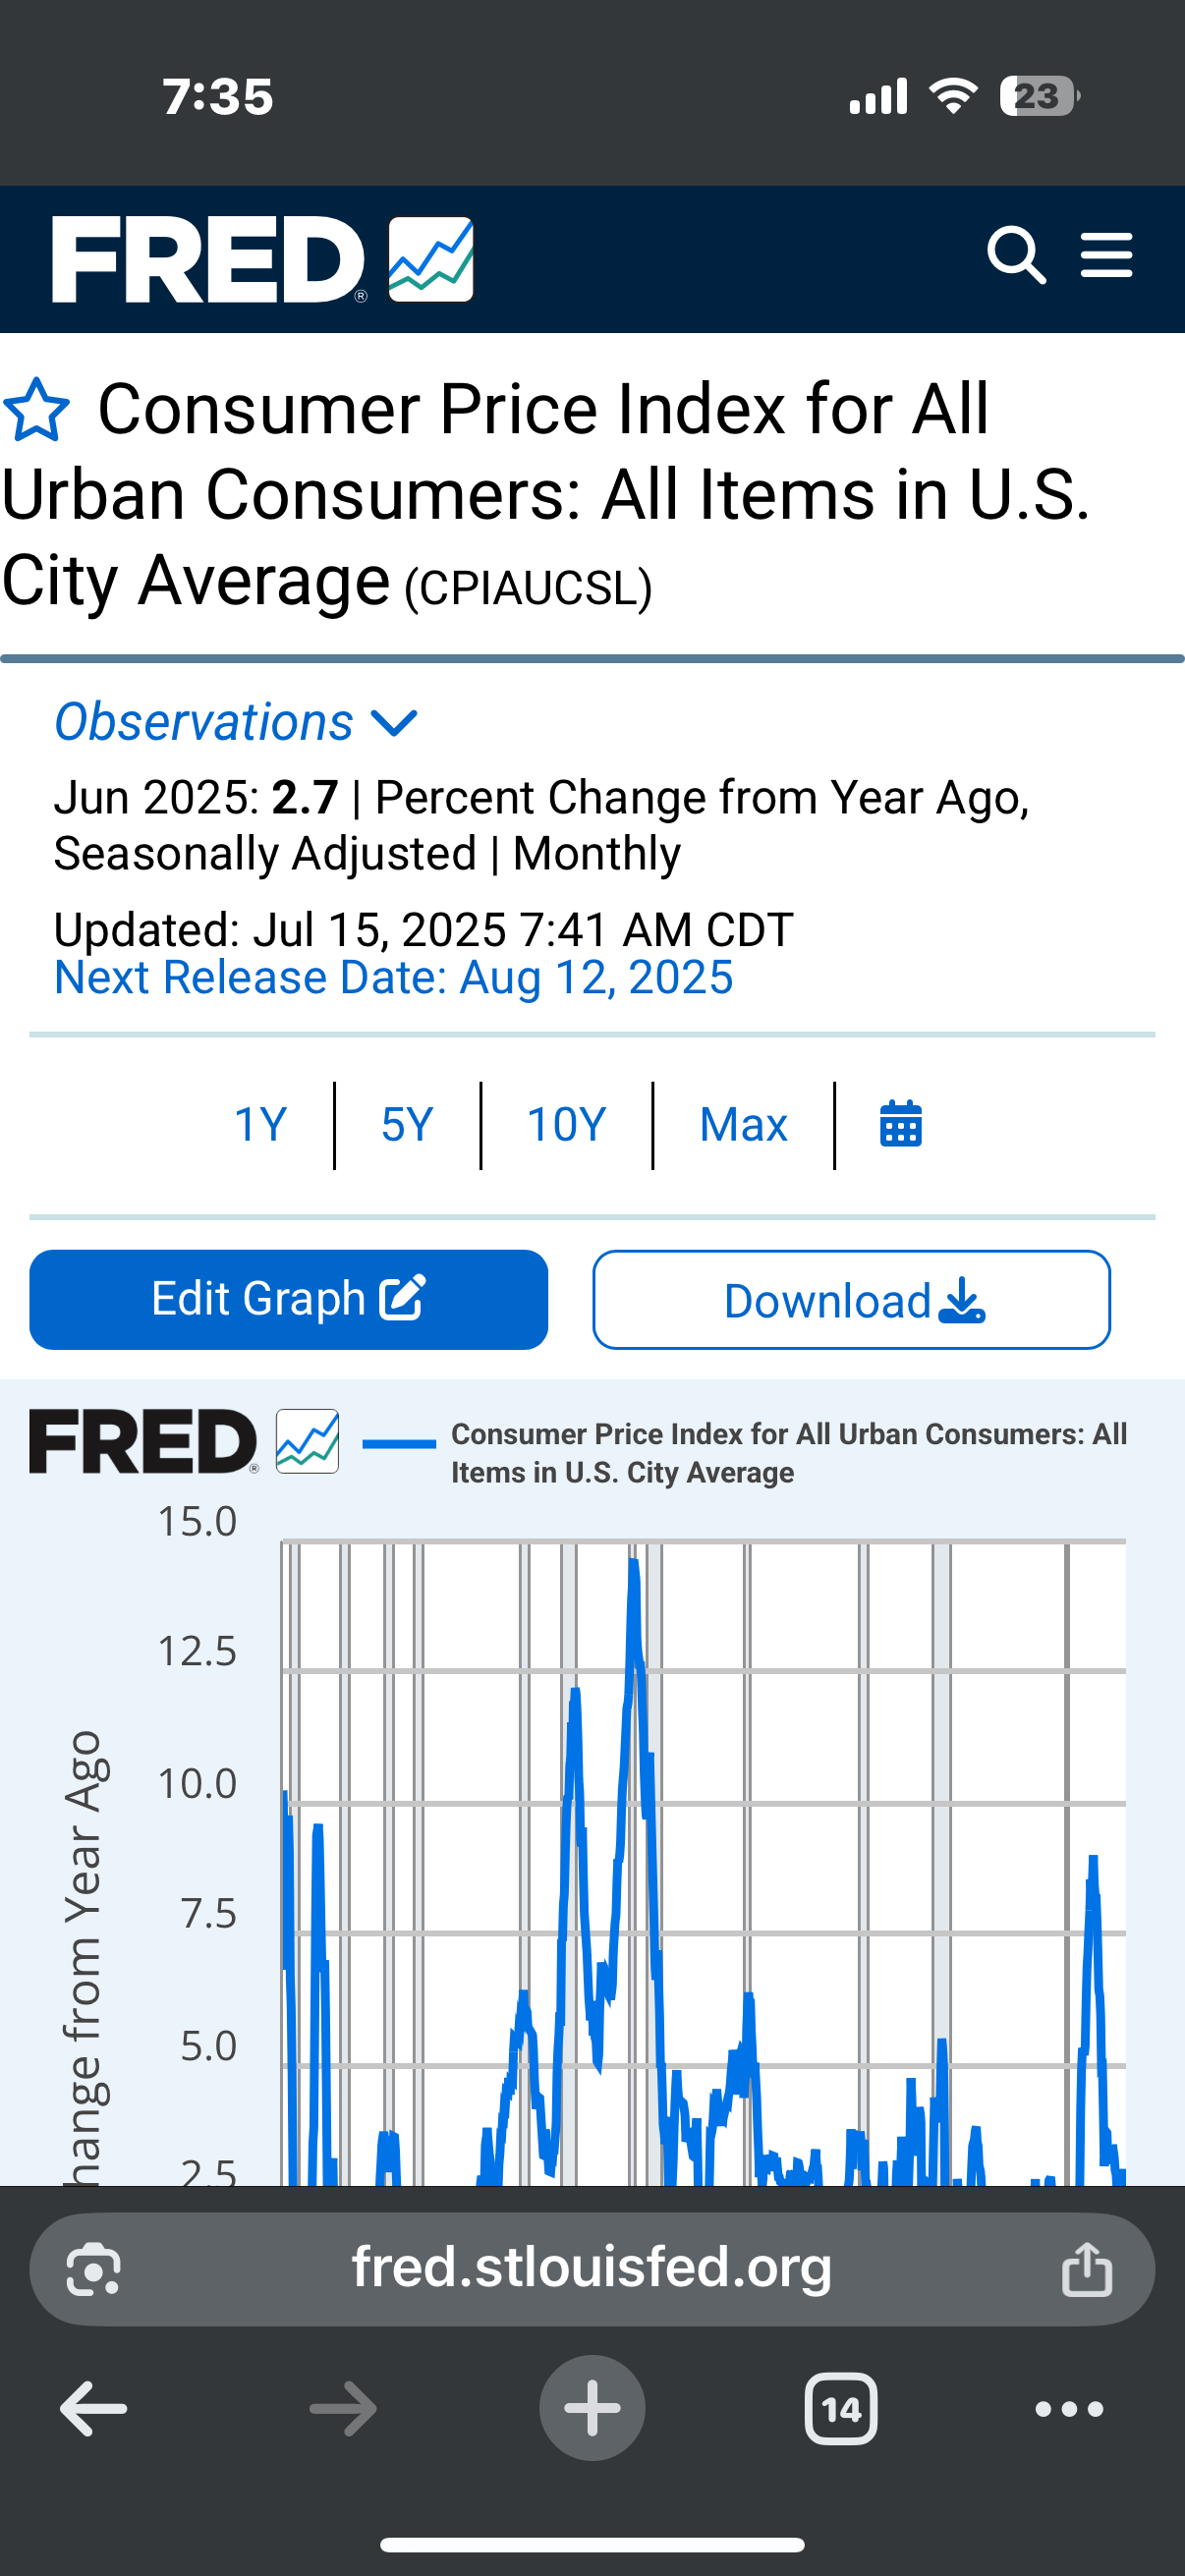 7:35
23
FRED®
Consumer Price Index for All
Urban Consumers: All Items in U.S.
City Average (CPIAUCSL)
Observations
Jun 2025: 2.7 | Percent Change from Year Ago,
Seasonally Adjusted | Monthly
Updated: Jul 15, 2025 7:41 AM CDT
Next Release Date: Aug 12, 2025
1Y | 5Y | 10Y | Max |
Edit Graph
Download
FRED®
Consumer Price Index for All Urban Consumers: All
Items in U.S. City Average
15.0
12.5
10.0
7.5
5.0
2.5
hange from Year Ago
fred.stlouisfed.org
14